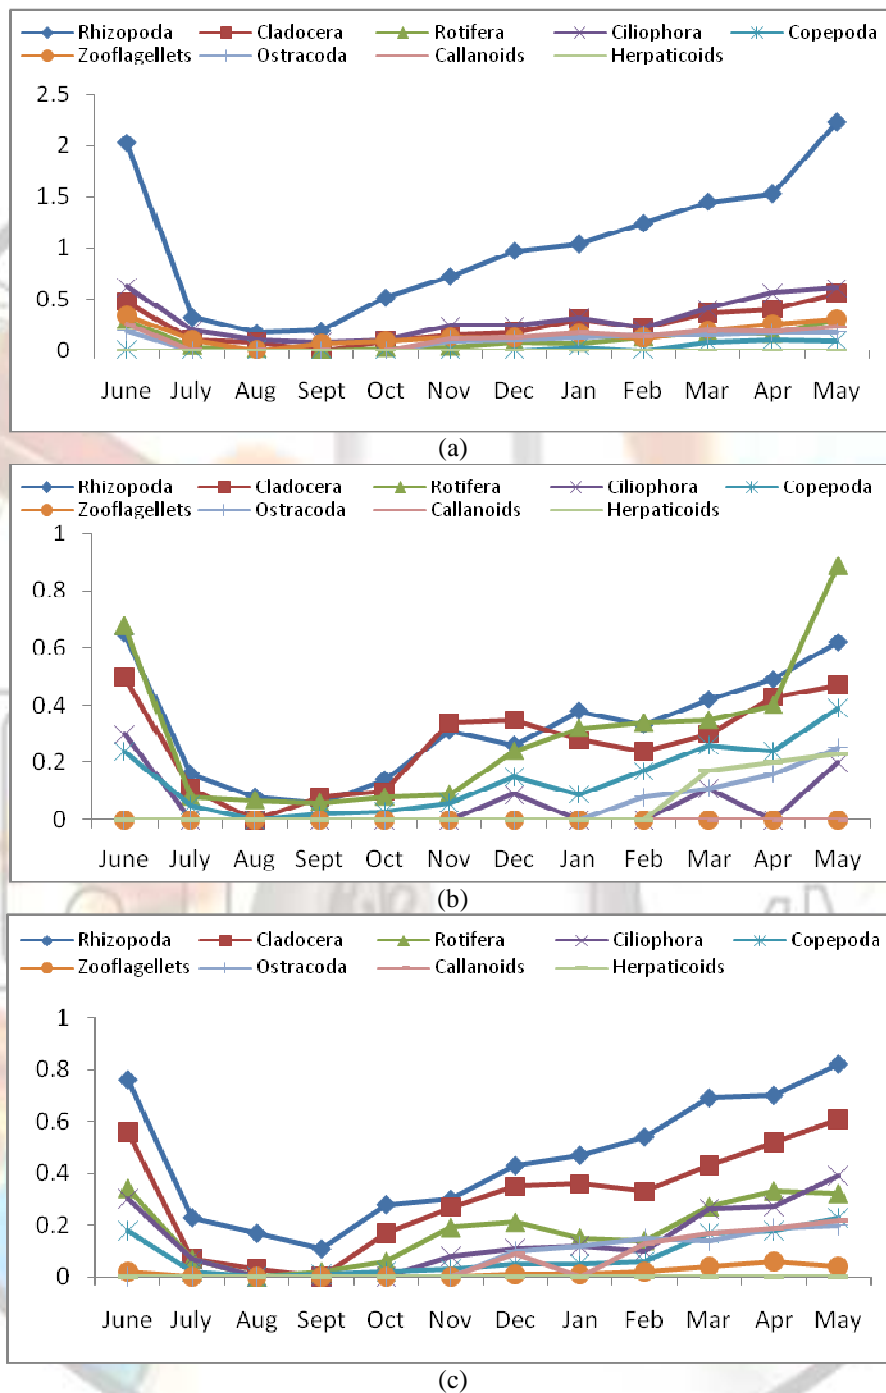 Rhizopoda Cladocera Rotifera Ciliophora Copepoda
Zooflagellets Ostracoda Callanoids Herpaticoids
2.5
2
1.5
1
0.5
0
June July Aug Sept Oct Nov Dec Jan Feb Mar Apr May
(a)
Rhizopoda Cladocera Rotifera Ciliophora Copepoda
Zooflagellets Ostracoda Callanoids Herpaticoids
1
0.8
0.6
0.4
0.2
0
June July Aug Sept Oct Nov Dec Jan Feb Mar Apr May
(b)
Rhizopoda Cladocera Rotifera Ciliophora Copepoda
Zooflagellets Ostracoda Callanoids Herpaticoids
1
0.8
0.6
0.4
0.2
0
June July Aug Sept Oct Nov Dec Jan Feb Mar Apr May
(c)